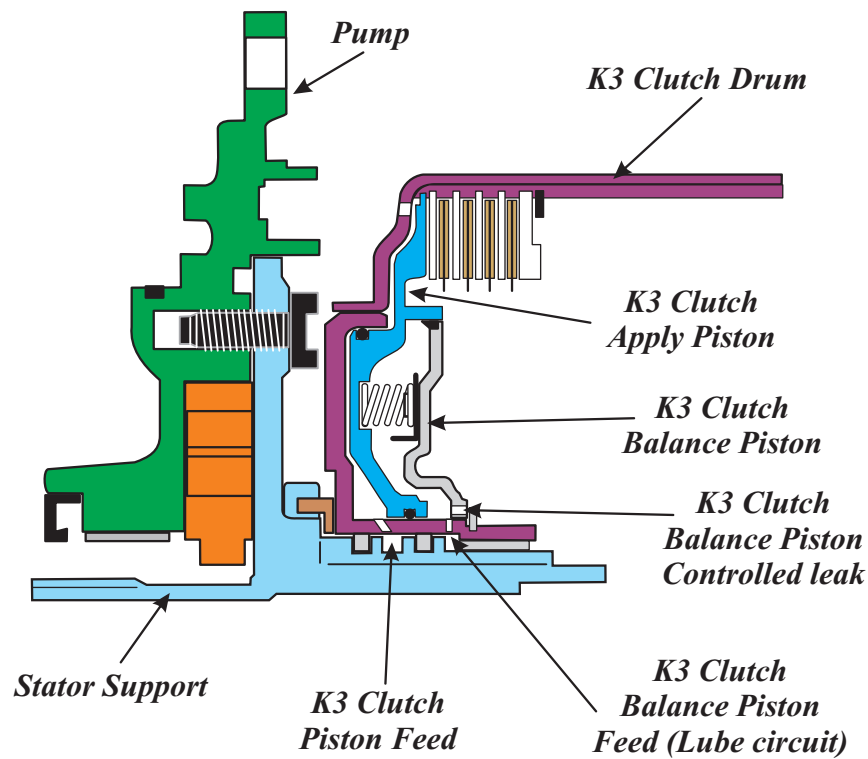 Pump
K3 Clutch Drum
K3 Clutch
Apply Piston
K3 Clutch
Balance Piston
K3 Clutch
Balance Piston
Controlled leak
Stator Support
K3 Clutch
Piston Feed
K3 Clutch
Balance Piston
Feed (Lube circuit)